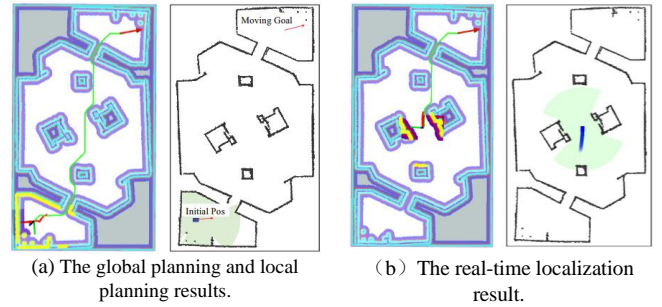 Moving Goal
Initial Pos
(a) The global planning and local
planning results.
（b） The real-time localization
result.